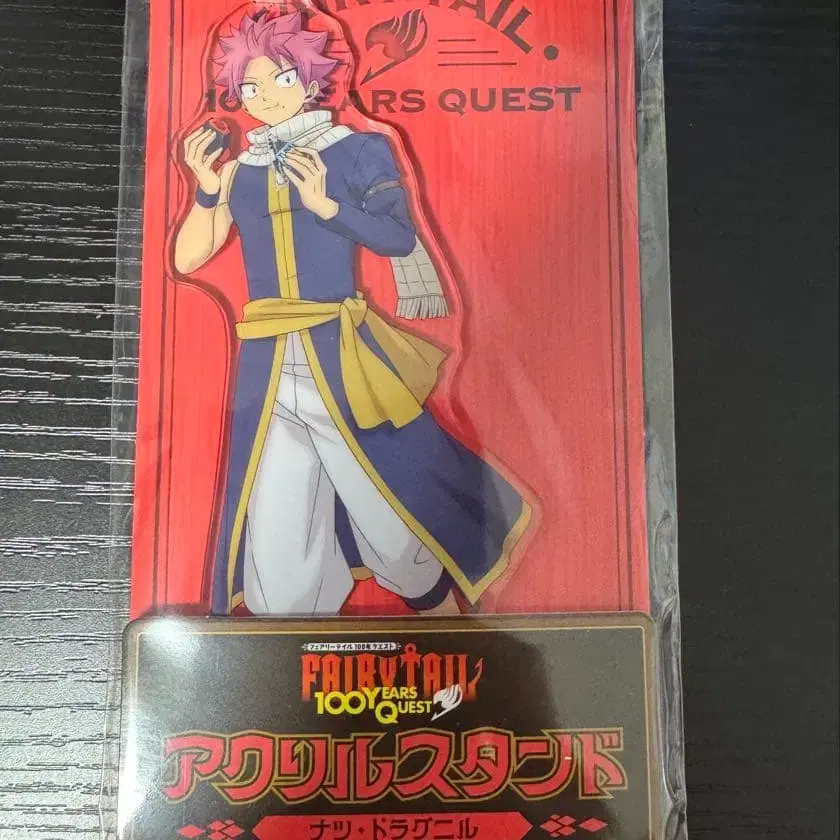 FAIRY TAIL.
100 YEARS QUEST
フェアリーテイル 100年クエスト
FAIRY TAIL
100 YEARS
QUEST
アクリルスタンド
ナツ・ドラグニル